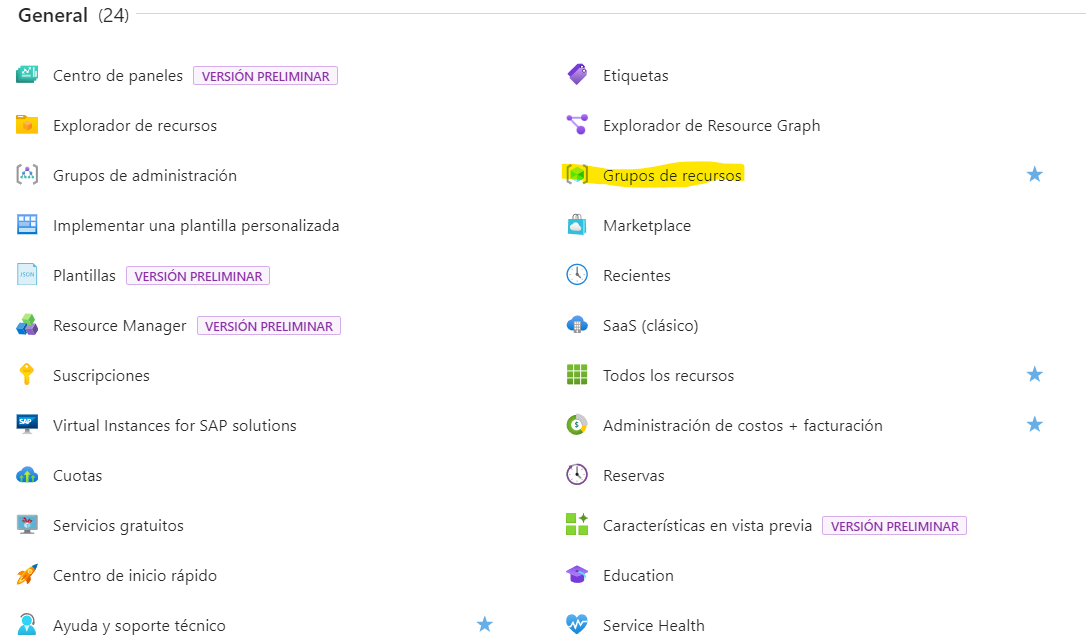 General (24)
Centro de paneles VERSIÓN PRELIMINAR
Etiquetas
Explorador de recursos
Explorador de Resource Graph
Grupos de administración
Grupos de recursos
Implementar una plantilla personalizada
Marketplace
JSON
Plantillas VERSIÓN PRELIMINAR
Recientes
Resource Manager VERSIÓN PRELIMINAR
SaaS (clásico)
Suscripciones
Todos los recursos
SAP
Virtual Instances for SAP solutions
$
Administración de costos + facturación
Cuotas
Reservas
Servicios gratuitos
Características en vista previa VERSIÓN PRELIMINAR
Centro de inicio rápido
Education
Ayuda y soporte técnico
Service Health